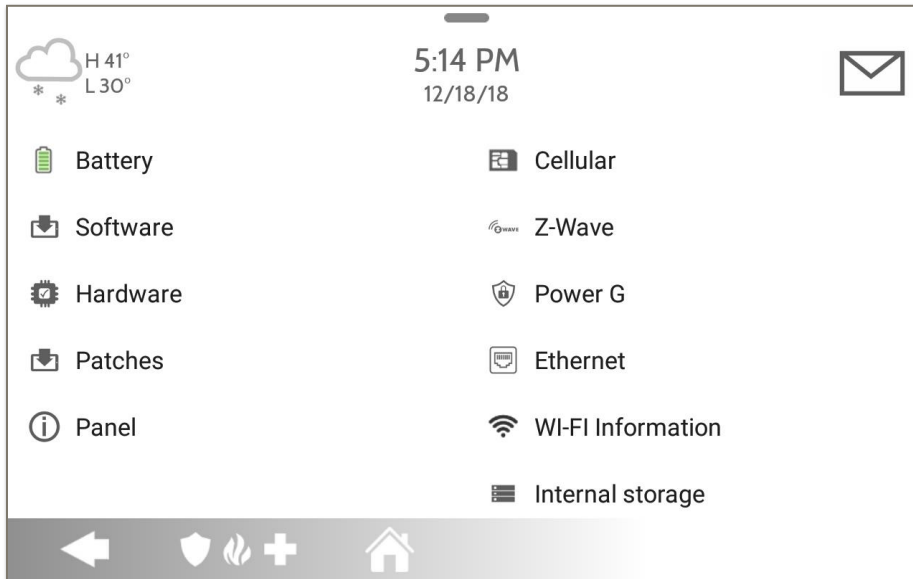 H 41°
L 30°
5:14 PM
12/18/18
Battery
Software
Hardware
Patches
Panel
Cellular
Z-Wave
WAVE
Power G
Ethernet
WI-FI Information
Internal storage